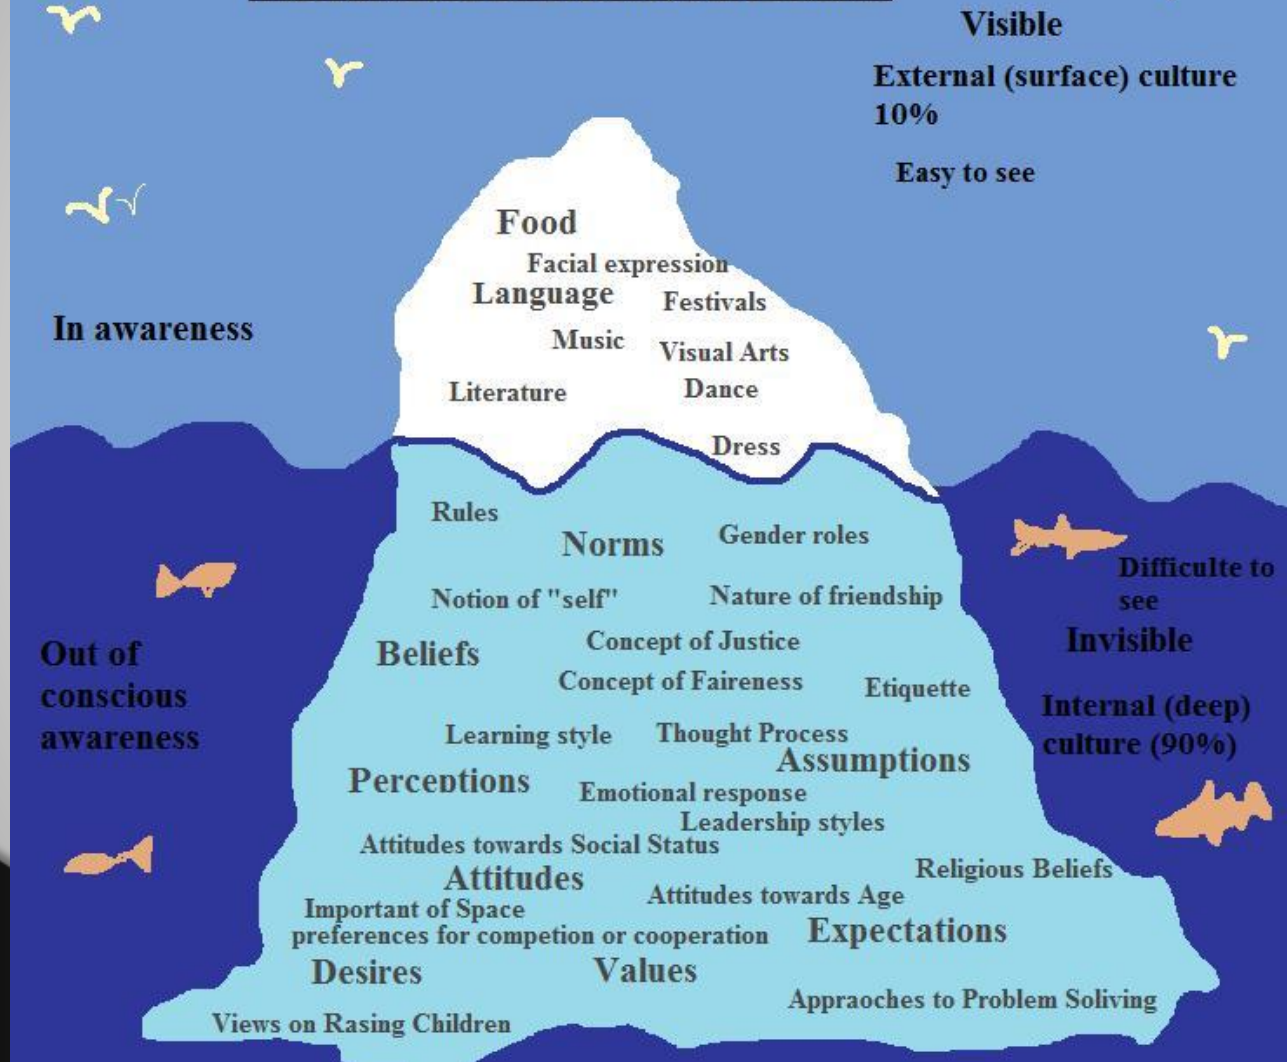 Visible
External (surface) culture
10%
Easy to see
Food
Facial expression
Language
Festivals
In awareness
Music
Visual Arts
Literature
Dance
Dress
Rules
Norms
Gender roles
Difficulte to
see
Notion of "self"
Nature of friendship
Invisible
Out of
conscious
awareness
Beliefs
Concept of Justice
Concept of Faireness
Etiquette
Internal (deep)
culture (90%)
Learning style
Thought Process
Assumptions
Perceptions
Emotional response
Leadership styles
Attitudes towards Social Status
Religious Beliefs
Attitudes
Attitudes towards Age
Important of Space
preferences for competion or cooperation
Expectations
Desires
Values
Appraoches to Problem Soliving
Views on Rasing Children